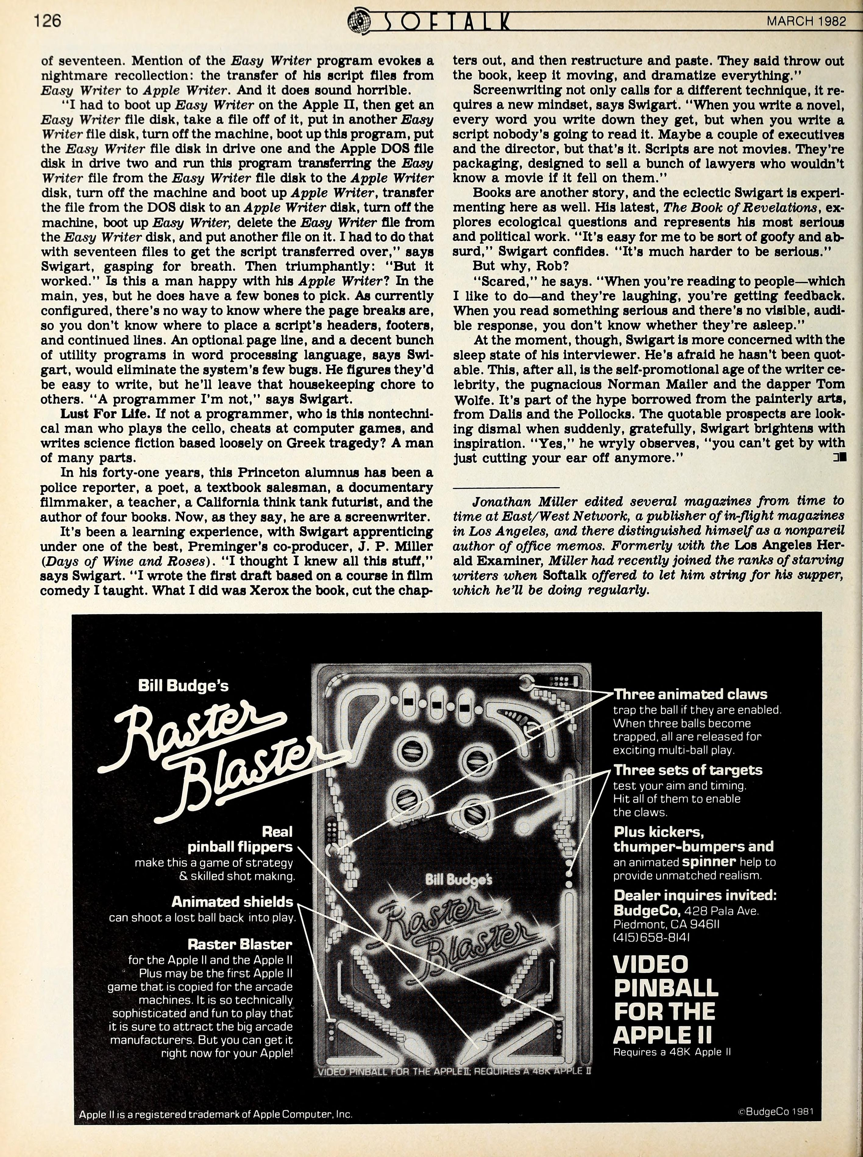 126
SOFTALK
MARCH 1982
of seventeen. Mention of the Easy Writer program evokes a
nightmare recollection: the transfer of his script files from
Easy Writer to Apple Writer. And it does sound horrible.
"I had to boot up Easy Writer on the Apple II, then get an
Easy Writer file disk, take a file off of it, put in another Easy
Writer file disk, turn off the machine, boot up this program, put
the Easy Writer file disk in drive one and the Apple DOS file
disk in drive two and run this program transferring the Easy
Writer file from the Easy Writer file disk to the Apple Writer
disk, turn off the machine and boot up Apple Writer, transfer
the file from the DOS disk to an Apple Writer disk, turn off the
machine, boot up Easy Writer, delete the Easy Writer file from
the Easy Writer disk, and put another file on it. I had to do that
with seventeen files to get the script transferred over," says
Swigart, gasping for breath. Then triumphantly: "But it
worked." Is this a man happy with his Apple Writer? In the
main, yes, but he does have a few bones to pick. As currently
configured, there's no way to know where the page breaks are,
so you don't know where to place a script's headers, footers,
and continued lines. An optional page line, and a decent bunch
of utility programs in word processing language, says Swi-
gart, would eliminate the system's few bugs. He figures they'd
be easy to write, but he'll leave that housekeeping chore to
others. "A programmer I'm not," says Swigart.
Lust For Life. If not a programmer, who is this nontechni-
cal man who plays the cello, cheats at computer games, and
writes science fiction based loosely on Greek tragedy? A man
of many parts.
In his forty-one years, this Princeton alumnus has been a
police reporter, a poet, a textbook salesman, a documentary
filmmaker, a teacher, a California think tank futurist, and the
author of four books. Now, as they say, he are a screenwriter.
It's been a learning experience, with Swigart apprenticing
under one of the best, Preminger's co-producer, J. P. Miller
(Days of Wine and Roses). "I thought I knew all this stuff,"
says Swigart. "I wrote the first draft based on a course in film
comedy I taught. What I did was Xerox the book, cut the chap-
ters out, and then restructure and paste. They said throw out
the book, keep it moving, and dramatize everything."
Screenwriting not only calls for a different technique, it re-
quires a new mindset, says Swigart. "When you write a novel,
every word you write down they get, but when you write a
script nobody's going to read it. Maybe a couple of executives
and the director, but that's it. Scripts are not movies. They're
packaging, designed to sell a bunch of lawyers who wouldn't
know a movie if it fell on them."
Books are another story, and the eclectic Swigart is experi-
menting here as well. His latest, The Book of Revelations, ex-
plores ecological questions and represents his most serious
and political work. "It's easy for me to be sort of goofy and ab-
surd," Swigart confides. "It's much harder to be serious."
But why, Rob?
"Scared," he says. "When you're reading to people—which
I like to do—and they're laughing, you're getting feedback.
When you read something serious and there's no visible, audi-
ble response, you don't know whether they're asleep."
At the moment, though, Swigart is more concerned with the
sleep state of his interviewer. He's afraid he hasn't been quot-
able. This, after all, is the self-promotional age of the writer ce-
lebrity, the pugnacious Norman Mailer and the dapper Tom
Wolfe. It's part of the hype borrowed from the painterly arts,
from Dalis and the Pollocks. The quotable prospects are look-
ing dismal when suddenly, gratefully, Swigart brightens with
inspiration. "Yes," he wryly observes, "you can't get by with
just cutting your ear off anymore."
Jonathan Miller edited several magazines from time to
time at East/West Network, a publisher of in-flight magazines
in Los Angeles, and there distinguished himself as a nonpareil
author of office memos. Formerly with the Los Angeles Her-
ald Examiner, Miller had recently joined the ranks of starving
writers when Softalk offered to let him string for his supper,
which he'll be doing regularly.
Bill Budge's
Raster
Blaster
Real
pinball flippers
make this a game of strategy
& skilled shot making.
Animated shields
can shoot a lost ball back into play.
Raster Blaster
for the Apple II and the Apple II
Plus may be the first Apple II
game that is copied for the arcade
machines. It is so technically
sophisticated and fun to play that
it is sure to attract the big arcade
manufacturers. But you can get it
right now for your Apple!
Bill Budge's
Raster
Blaster
VIDEO PINBALL FOR THE APPLE II; REQUIRES A 48K APPLE II
Three animated claws
trap the ball if they are enabled.
When three balls become
trapped, all are released for
exciting multi-ball play.
Three sets of targets
test your aim and timing.
Hit all of them to enable
the claws.
Plus kickers,
thumper-bumpers and
an animated spinner help to
provide unmatched realism.
Dealer inquires invited:
BudgeCo, 428 Pala Ave.
Piedmont, CA 94611
(415) 658-8141
VIDEO
PINBALL
FOR THE
APPLE II
Requires a 48K Apple II
Apple II is a registered trademark of Apple Computer, Inc.
©BudgeCo 1981